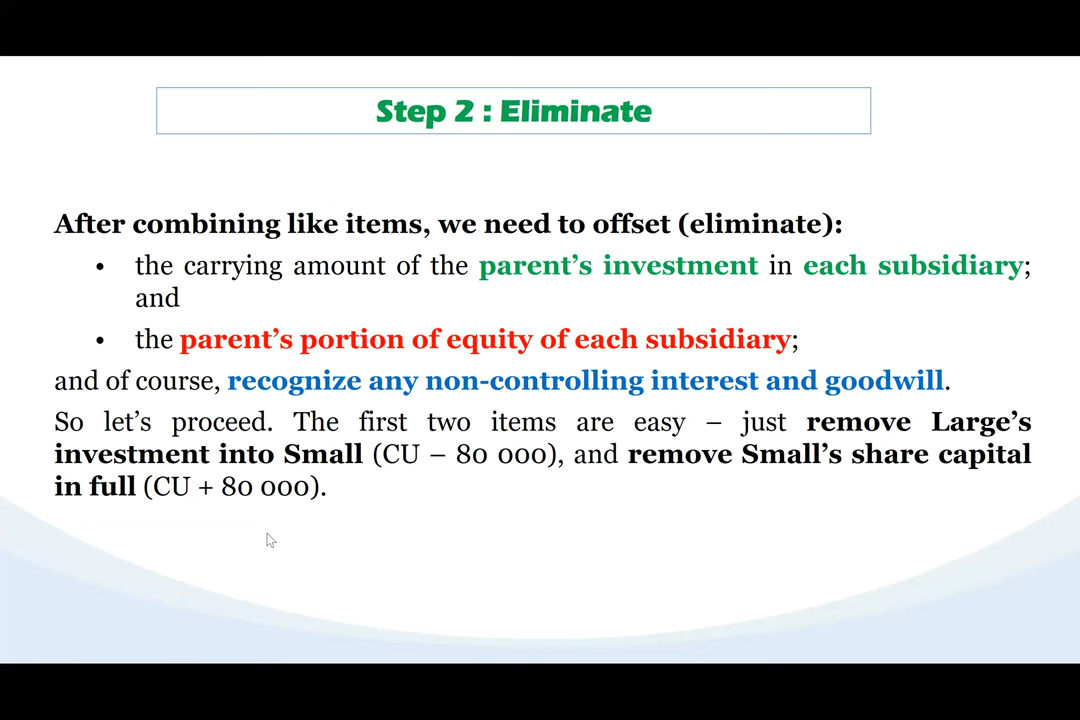 Step 2 : Eliminate
After combining like items, we need to offset (eliminate):
• the carrying amount of the parent’s investment in each subsidiary;
and
• the parent’s portion of equity of each subsidiary;
and of course, recognize any non-controlling interest and goodwill.
So let’s proceed. The first two items are easy – just remove Large’s
investment into Small (CU – 80 000), and remove Small’s share capital
in full (CU + 80 000).